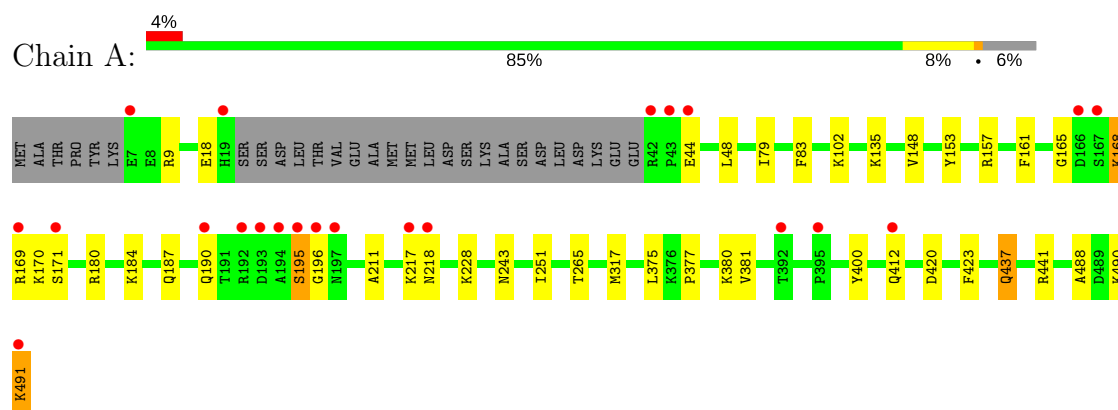 4%
Chain A:
85% 8% • 6%
MET ALA THR PRO TYR LYS E7 E8 R9 E18 H19 SER SER ASP LEU THR VAL GLU ALA MET MET LEU ASP SER LYS ALA SER ASP LEU ASP LYS GLU GLU R42 P43 E44 L48 I79 F83 K102 K135 V148 Y153 R157 F161 G165 D166 S167 K168
R169 K170 S171 R180 K184 Q187 Q190 T191 R192 D193 A194 S195 G196 N197 A211 K217 N218 K228 N243 I251 T265 M317 L375 K376 P377 K380 V381 T392 P395 Y400 Q412 D420 F423 Q437 R441 A488 D489 K490
K491